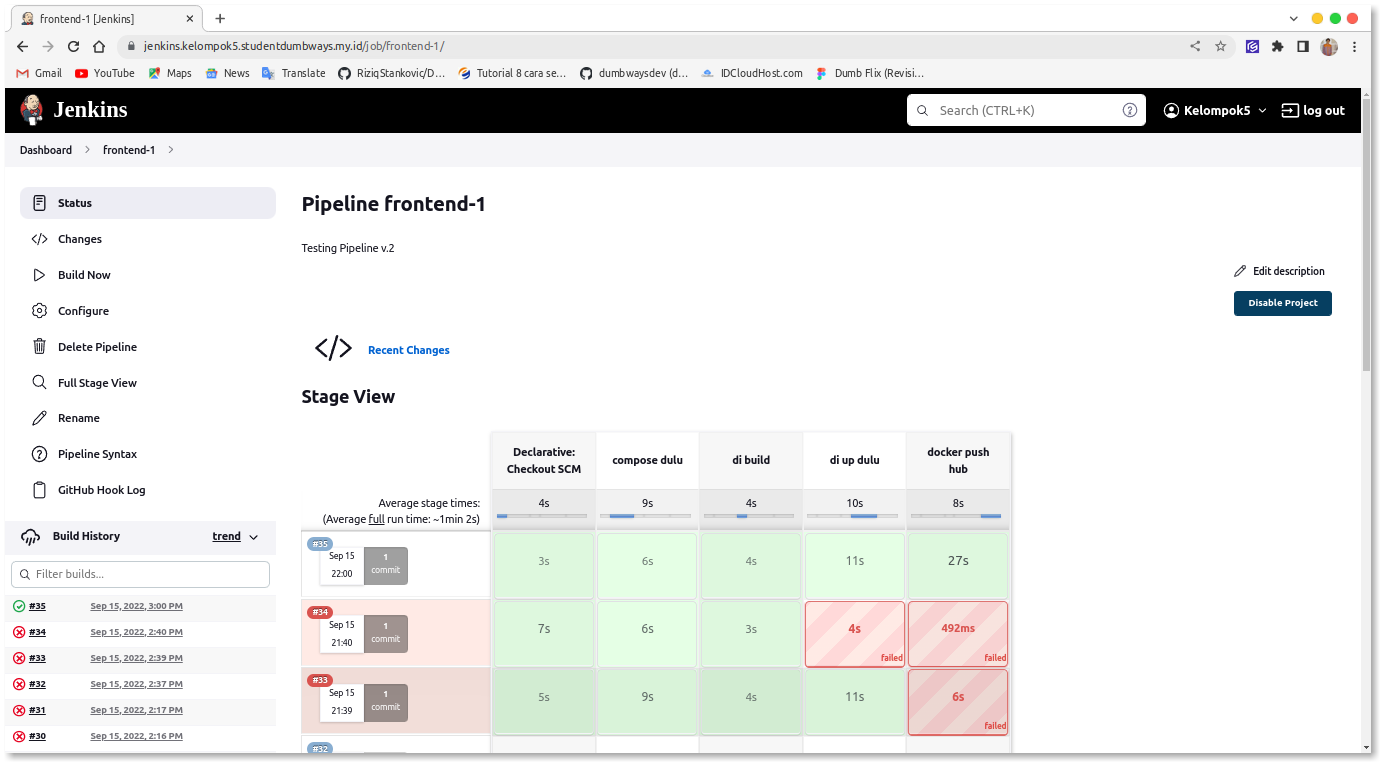 frontend-1 [Jenkins]
jenkins.kelompok5.studentdumbways.my.id/job/frontend-1/
Gmail YouTube Maps News Translate RiziqStankovic/D... Tutorial 8 cara se... dumbwaysdev (d... IDCloudHost.com Dumb Flix (Revisi...
Jenkins
Search (CTRL+K)
Kelompok5
log out
Dashboard
frontend-1
Status
Changes
Build Now
Configure
Delete Pipeline
Full Stage View
Rename
Pipeline Syntax
GitHub Hook Log
Build History
trend
Filter builds...
#35 Sep 15, 2022, 3:00 PM
#34 Sep 15, 2022, 2:40 PM
#33 Sep 15, 2022, 2:39 PM
#32 Sep 15, 2022, 2:37 PM
#31 Sep 15, 2022, 2:17 PM
#30 Sep 15, 2022, 2:16 PM
Pipeline frontend-1
Testing Pipeline v.2
Edit description
Disable Project
Recent Changes
Stage View
Declarative:
Checkout SCM
compose dulu
di build
di up dulu
docker push
hub
Average stage times:
(Average full run time: ~1min 2s)
4s 9s 4s 10s 8s
#35
Sep 15
22:00
1
commit
3s 6s 4s 11s 27s
#34
Sep 15
21:40
1
commit
7s 6s 3s 4s 492ms
failed failed
#33
Sep 15
21:39
1
commit
5s 9s 4s 11s 6s
failed
#32